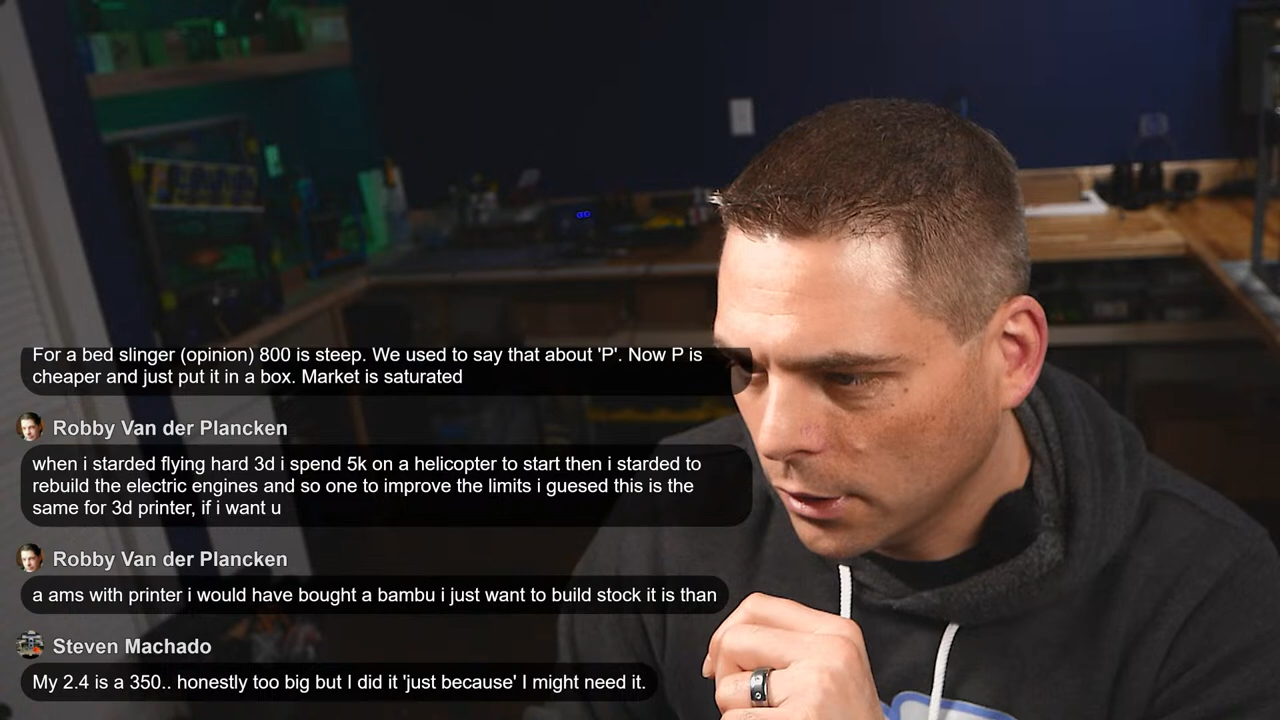 For a bed slinger (opinion) 800 is steep. We used to say that about 'P'. Now P is
cheaper and just put it in a box. Market is saturated
Robby Van der Plancken
when i starded flying hard 3d i spend 5k on a helicopter to start then i starded to
rebuild the electric engines and so one to improve the limits i guesed this is the
same for 3d printer, if i want u
Robby Van der Plancken
a ams with printer i would have bought a bambu i just want to build stock it is than
Steven Machado
My 2.4 is a 350.. honestly too big but I did it 'just because' I might need it.